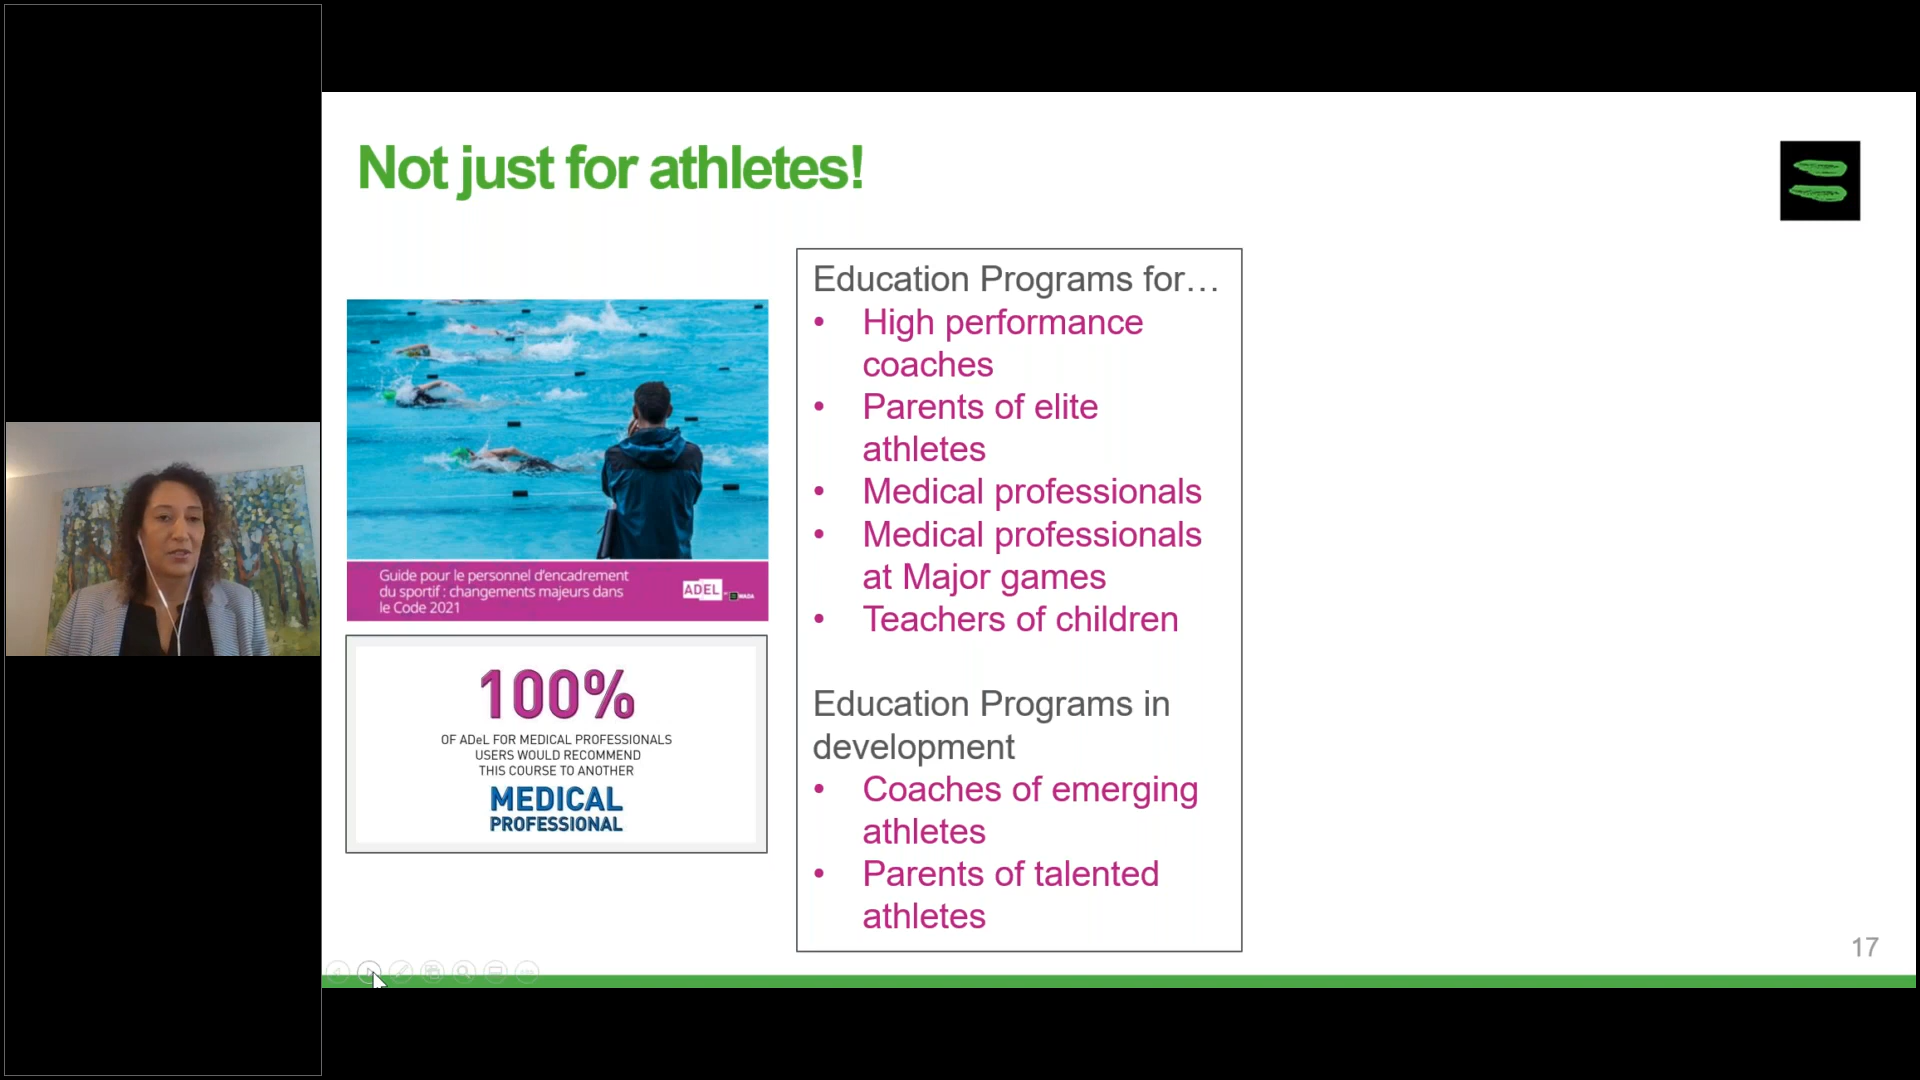 Not just for athletes!
Guide pour le personnel d'encadrement
du sportif : changements majeurs dans
le Code 2021
ADEL
WADA
100%
OF ADeL FOR MEDICAL PROFESSIONALS
USERS WOULD RECOMMEND
THIS COURSE TO ANOTHER
MEDICAL
PROFESSIONAL
Education Programs for…
• High performance
coaches
• Parents of elite
athletes
• Medical professionals
• Medical professionals
at Major games
• Teachers of children
Education Programs in
development
• Coaches of emerging
athletes
• Parents of talented
athletes
17